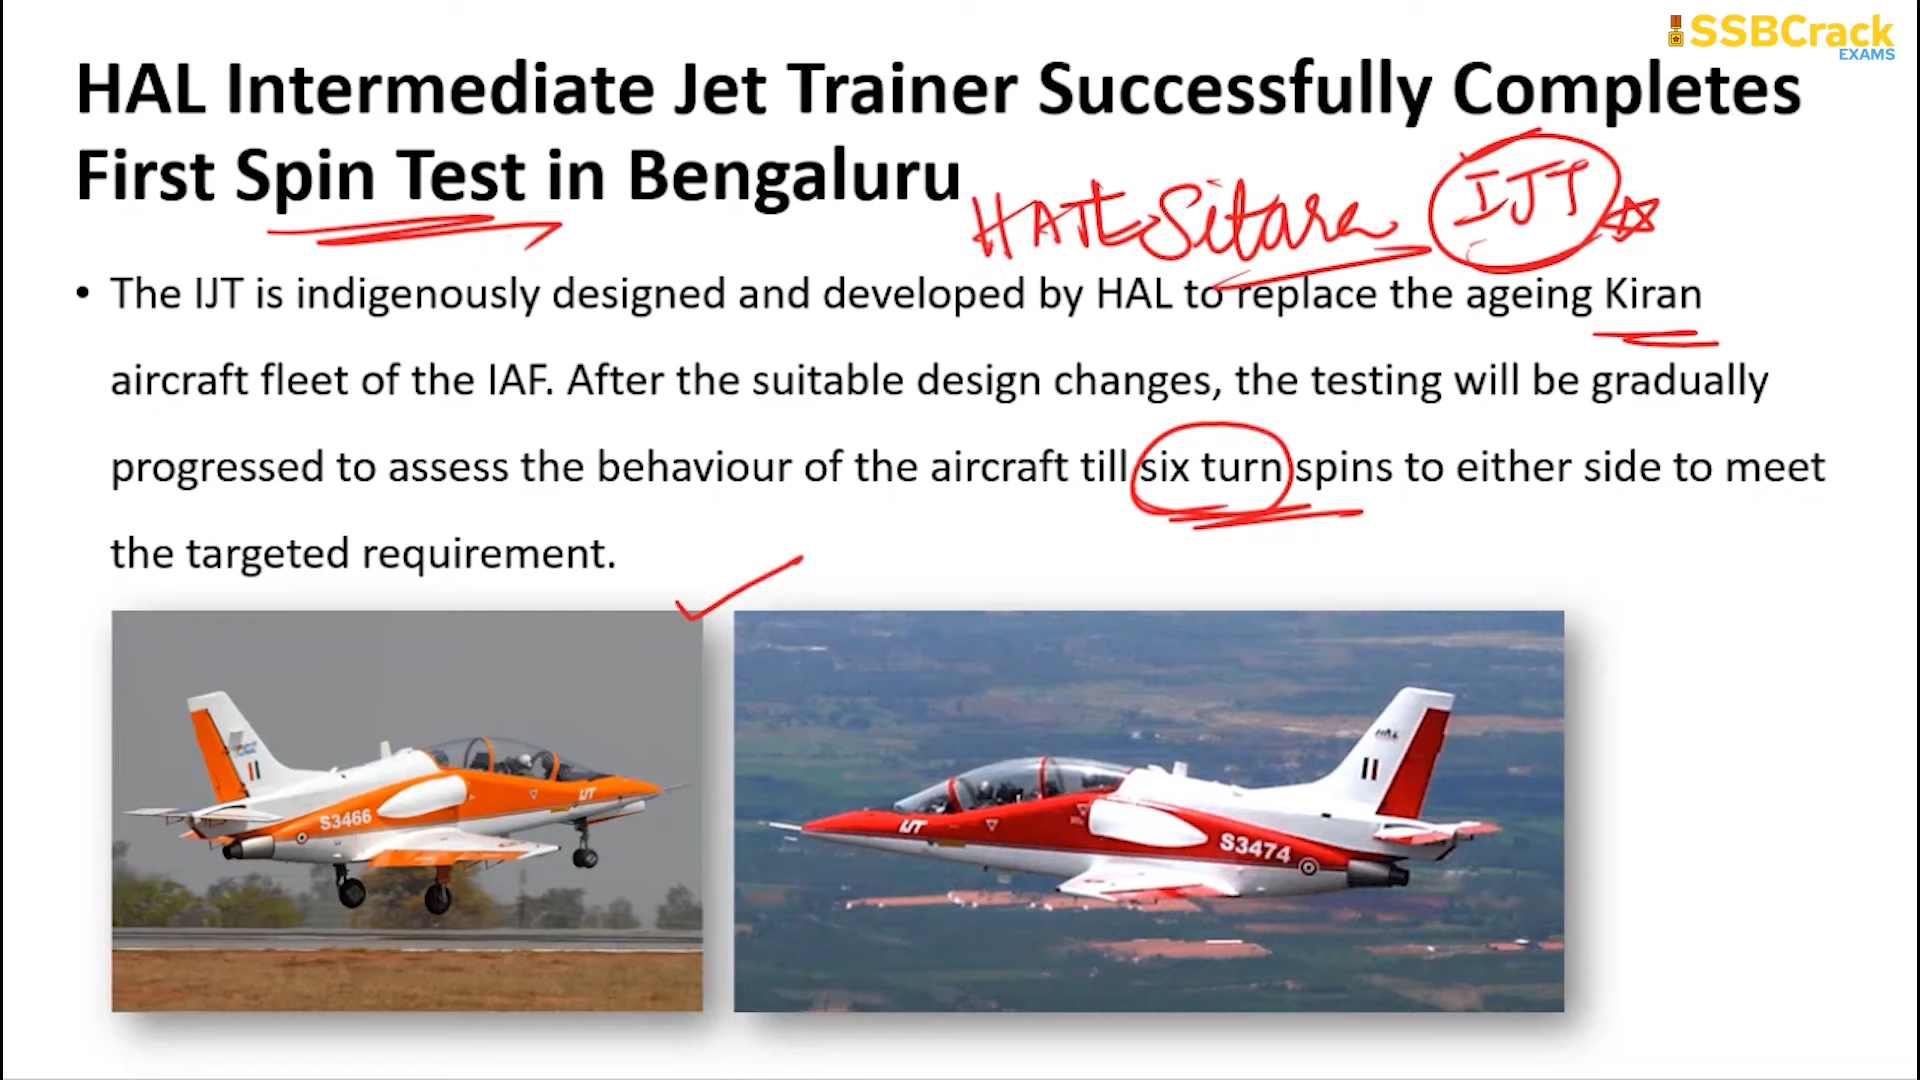 SSBCrack
EXAMS
HAL Intermediate Jet Trainer Successfully Completes
First Spin Test in Bengaluru
Sitara IJT
• The IJT is indigenously designed and developed by HAL to replace the ageing Kiran
aircraft fleet of the IAF. After the suitable design changes, the testing will be gradually
progressed to assess the behaviour of the aircraft till six turn spins to either side to meet
the targeted requirement.
S3466
IJT
HAL
IJT
S3474